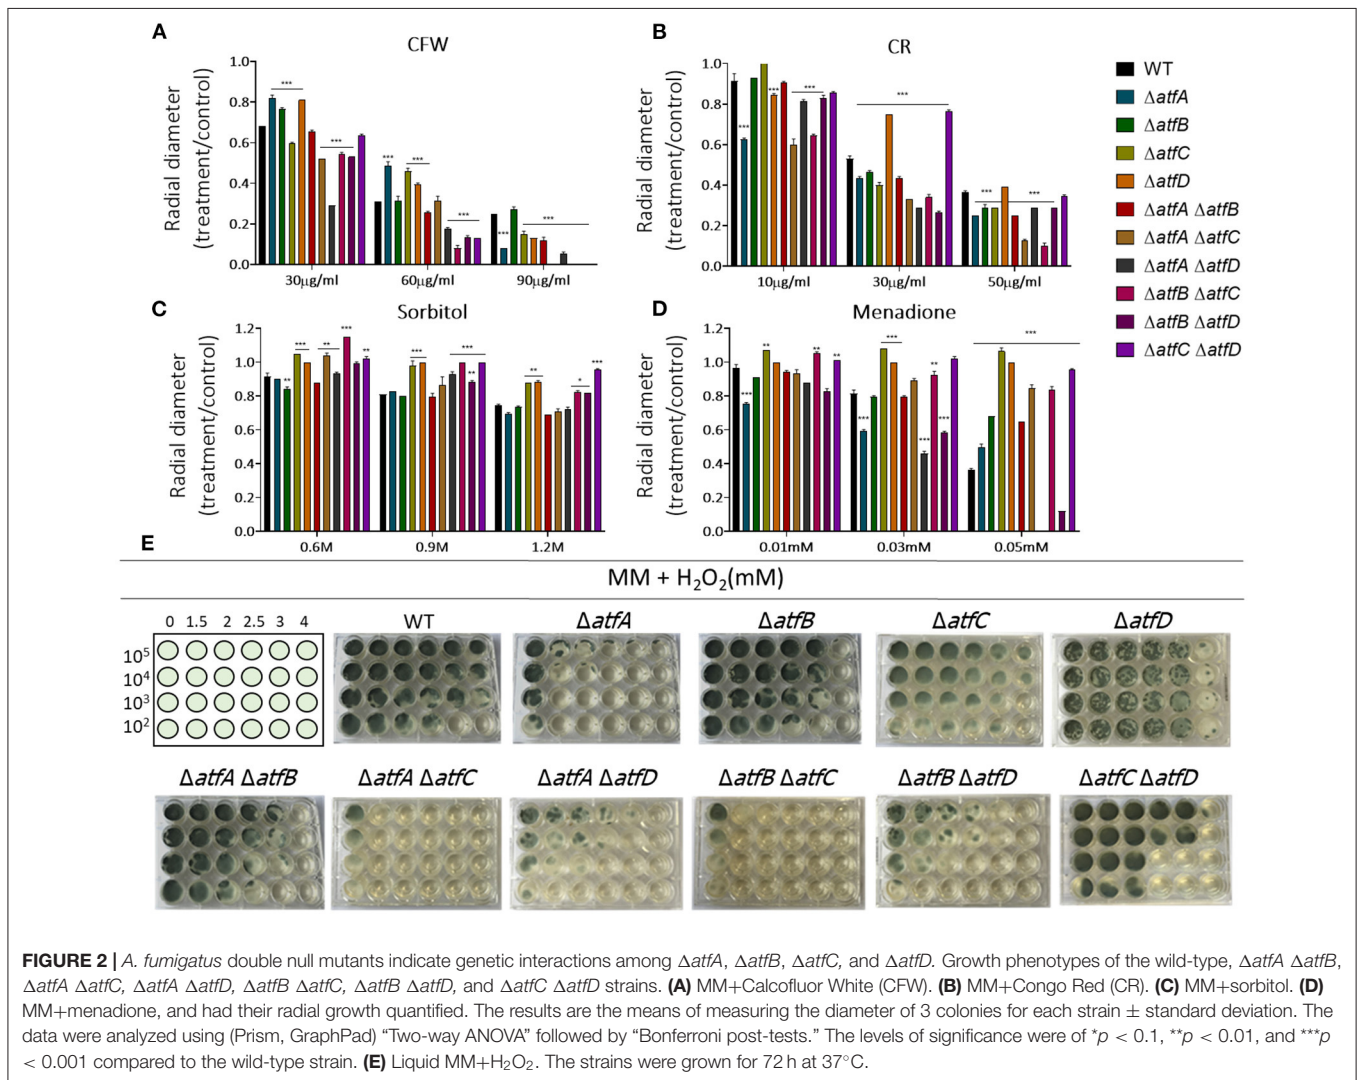 A
CFW
Radial diameter
(treatment/control)
1.0
0.8
0.6
0.4
0.2
0.0
***
***
***
***
***
***
***
30µg/ml
60µg/ml
90µg/ml
B
CR
Radial diameter
(treatment/control)
1.0
0.8
0.6
0.4
0.2
0.0
***
***
***
***
***
***
***
10µg/ml
30µg/ml
50µg/ml
WT
ΔatfA
ΔatfB
ΔatfC
ΔatfD
ΔatfA ΔatfB
ΔatfA ΔatfC
ΔatfA ΔatfD
ΔatfB ΔatfC
ΔatfB ΔatfD
ΔatfC ΔatfD
C
Sorbitol
Radial diameter
(treatment/control)
1.2
1.0
0.8
0.6
0.4
0.2
0.0
**
***
**
***
**
***
***
**
**
*
***
0.6M
0.9M
1.2M
D
Menadione
Radial diameter
(treatment/control)
1.2
1.0
0.8
0.6
0.4
0.2
0.0
***
**
**
**
***
***
***
**
***
***
0.01mM
0.03mM
0.05mM
E
MM + H₂O₂(mM)
0 1.5 2 2.5 3 4
10⁵
10⁴
10³
10²
WT
ΔatfA
ΔatfB
ΔatfC
ΔatfD
ΔatfA ΔatfB
ΔatfA ΔatfC
ΔatfA ΔatfD
ΔatfB ΔatfC
ΔatfB ΔatfD
ΔatfC ΔatfD
FIGURE 2 | A. fumigatus double null mutants indicate genetic interactions among ΔatfA, ΔatfB, ΔatfC, and ΔatfD. Growth phenotypes of the wild-type, ΔatfA ΔatfB,
ΔatfA ΔatfC, ΔatfA ΔatfD, ΔatfB ΔatfC, ΔatfB ΔatfD, and ΔatfC ΔatfD strains. (A) MM+Calcofluor White (CFW). (B) MM+Congo Red (CR). (C) MM+sorbitol. (D)
MM+menadione, and had their radial growth quantified. The results are the means of measuring the diameter of 3 colonies for each strain ± standard deviation. The
data were analyzed using (Prism, GraphPad) “Two-way ANOVA” followed by “Bonferroni post-tests.” The levels of significance were of *p < 0.1, **p < 0.01, and ***p
< 0.001 compared to the wild-type strain. (E) Liquid MM+H₂O₂. The strains were grown for 72 h at 37°C.